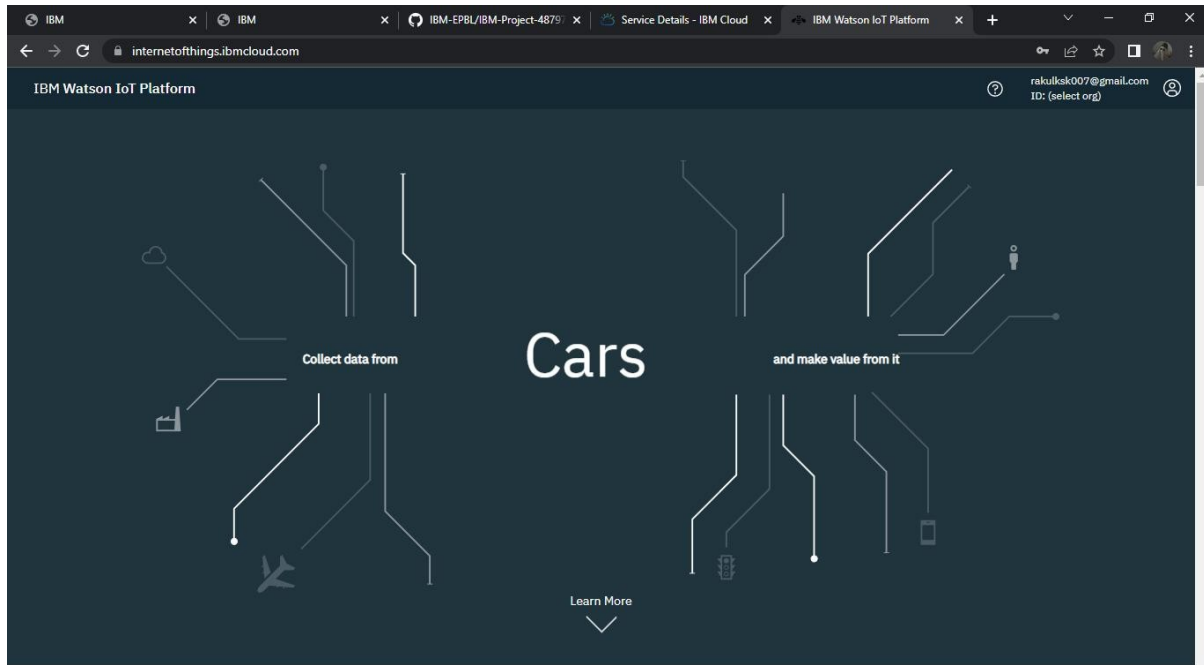 IBM
IBM
IBM-EPBL/IBM-Project-48797
Service Details - IBM Cloud
IBM Watson IoT Platform
internetofthings.ibmcloud.com
IBM Watson IoT Platform
rakulksk007@gmail.com
ID: (select org)
Collect data from
Cars
and make value from it
Learn More